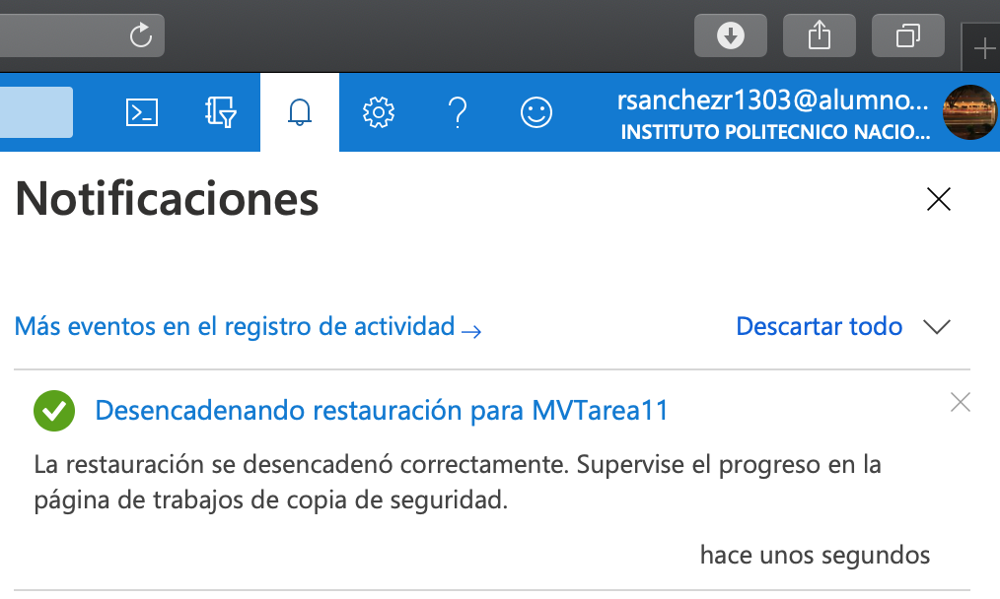 rsanchezr1303@alumno...
INSTITUTO POLITECNICO NACIO...
Notificaciones
Más eventos en el registro de actividad →
Descartar todo
Desencadenando restauración para MVTarea11
La restauración se desencadenó correctamente. Supervise el progreso en la
página de trabajos de copia de seguridad.
hace unos segundos